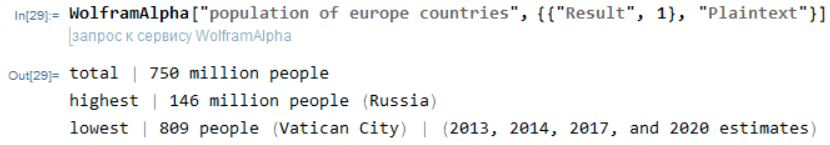 In[29]:= WolframAlpha["population of europe countries", {{"Result", 1}, "Plaintext"}]
запрос к сервису WolframAlpha
Out[29]= total | 750 million people
highest | 146 million people (Russia)
lowest | 809 people (Vatican City) | (2013, 2014, 2017, and 2020 estimates)